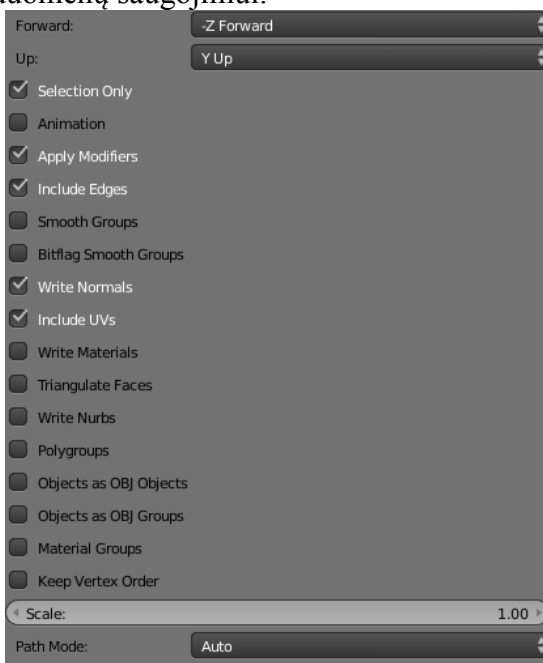 saugojimui.
Forward: -Z Forward
Up: Y Up
Selection Only
Animation
Apply Modifiers
Include Edges
Smooth Groups
Bitflag Smooth Groups
Write Normals
Include UVs
Write Materials
Triangulate Faces
Write Nurbs
Polygroups
Objects as OBJ Objects
Objects as OBJ Groups
Material Groups
Keep Vertex Order
Scale: 1.00
Path Mode: Auto